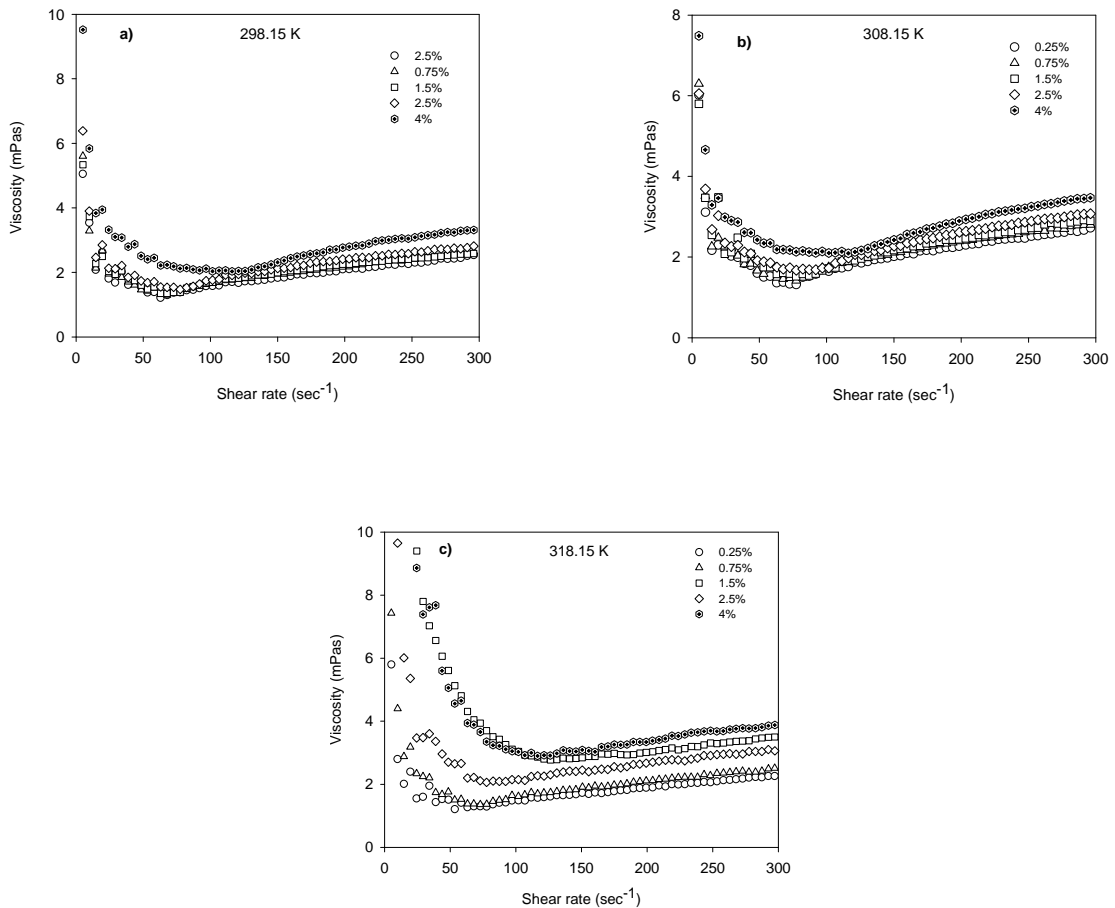 a)
298.15 K
2.5%
0.75%
1.5%
2.5%
4%
10
8
6
4
2
0
Viscosity (mPas)
0 50 100 150 200 250 300
Shear rate (sec-1)
b)
308.15 K
0.25%
0.75%
1.5%
2.5%
4%
8
6
4
2
0
Viscosity (mPas)
0 50 100 150 200 250 300
Shear rate (sec-1)
c)
318.15 K
0.25%
0.75%
1.5%
2.5%
4%
10
8
6
4
2
0
Viscosity (mPas)
0 50 100 150 200 250 300
Shear rate (sec-1)